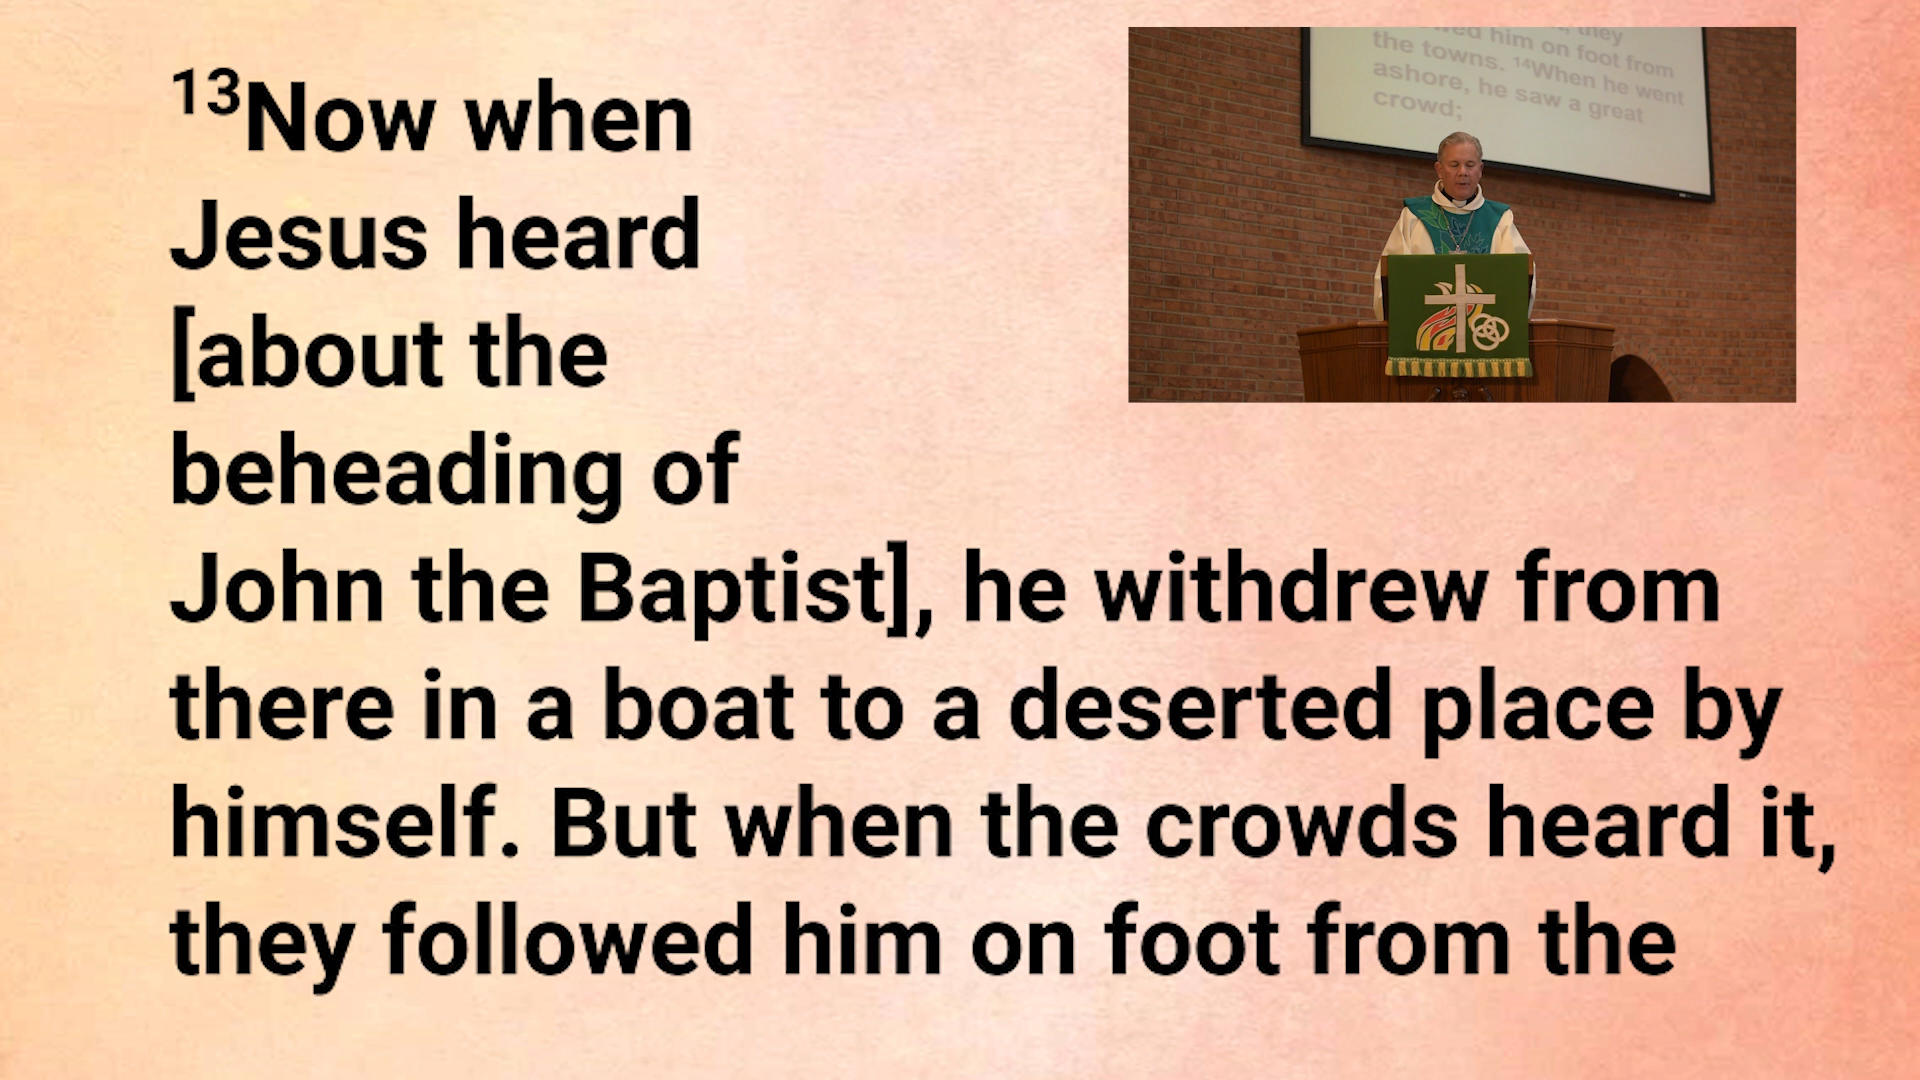 ¹³Now when
Jesus heard
[about the
beheading of
John the Baptist], he withdrew from
there in a boat to a deserted place by
himself. But when the crowds heard it,
they followed him on foot from the
they
him on foot from
the towns. ¹⁴When he went
ashore, he saw a great
crowd;